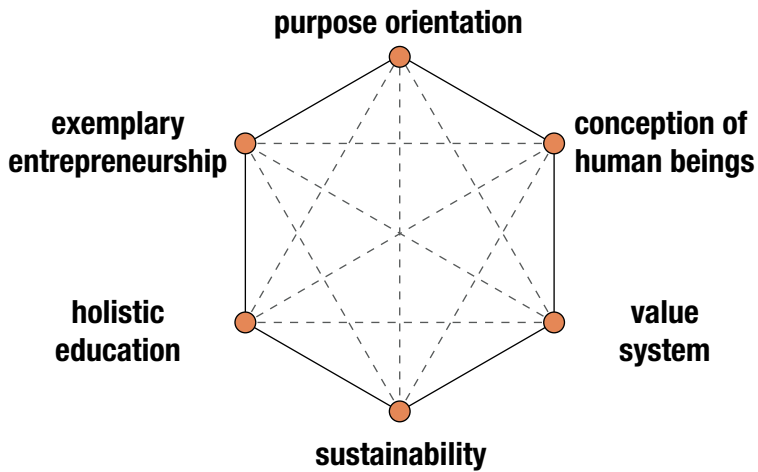 purpose orientation
exemplary
entrepreneurship
conception of
human beings
holistic
education
value
system
sustainability